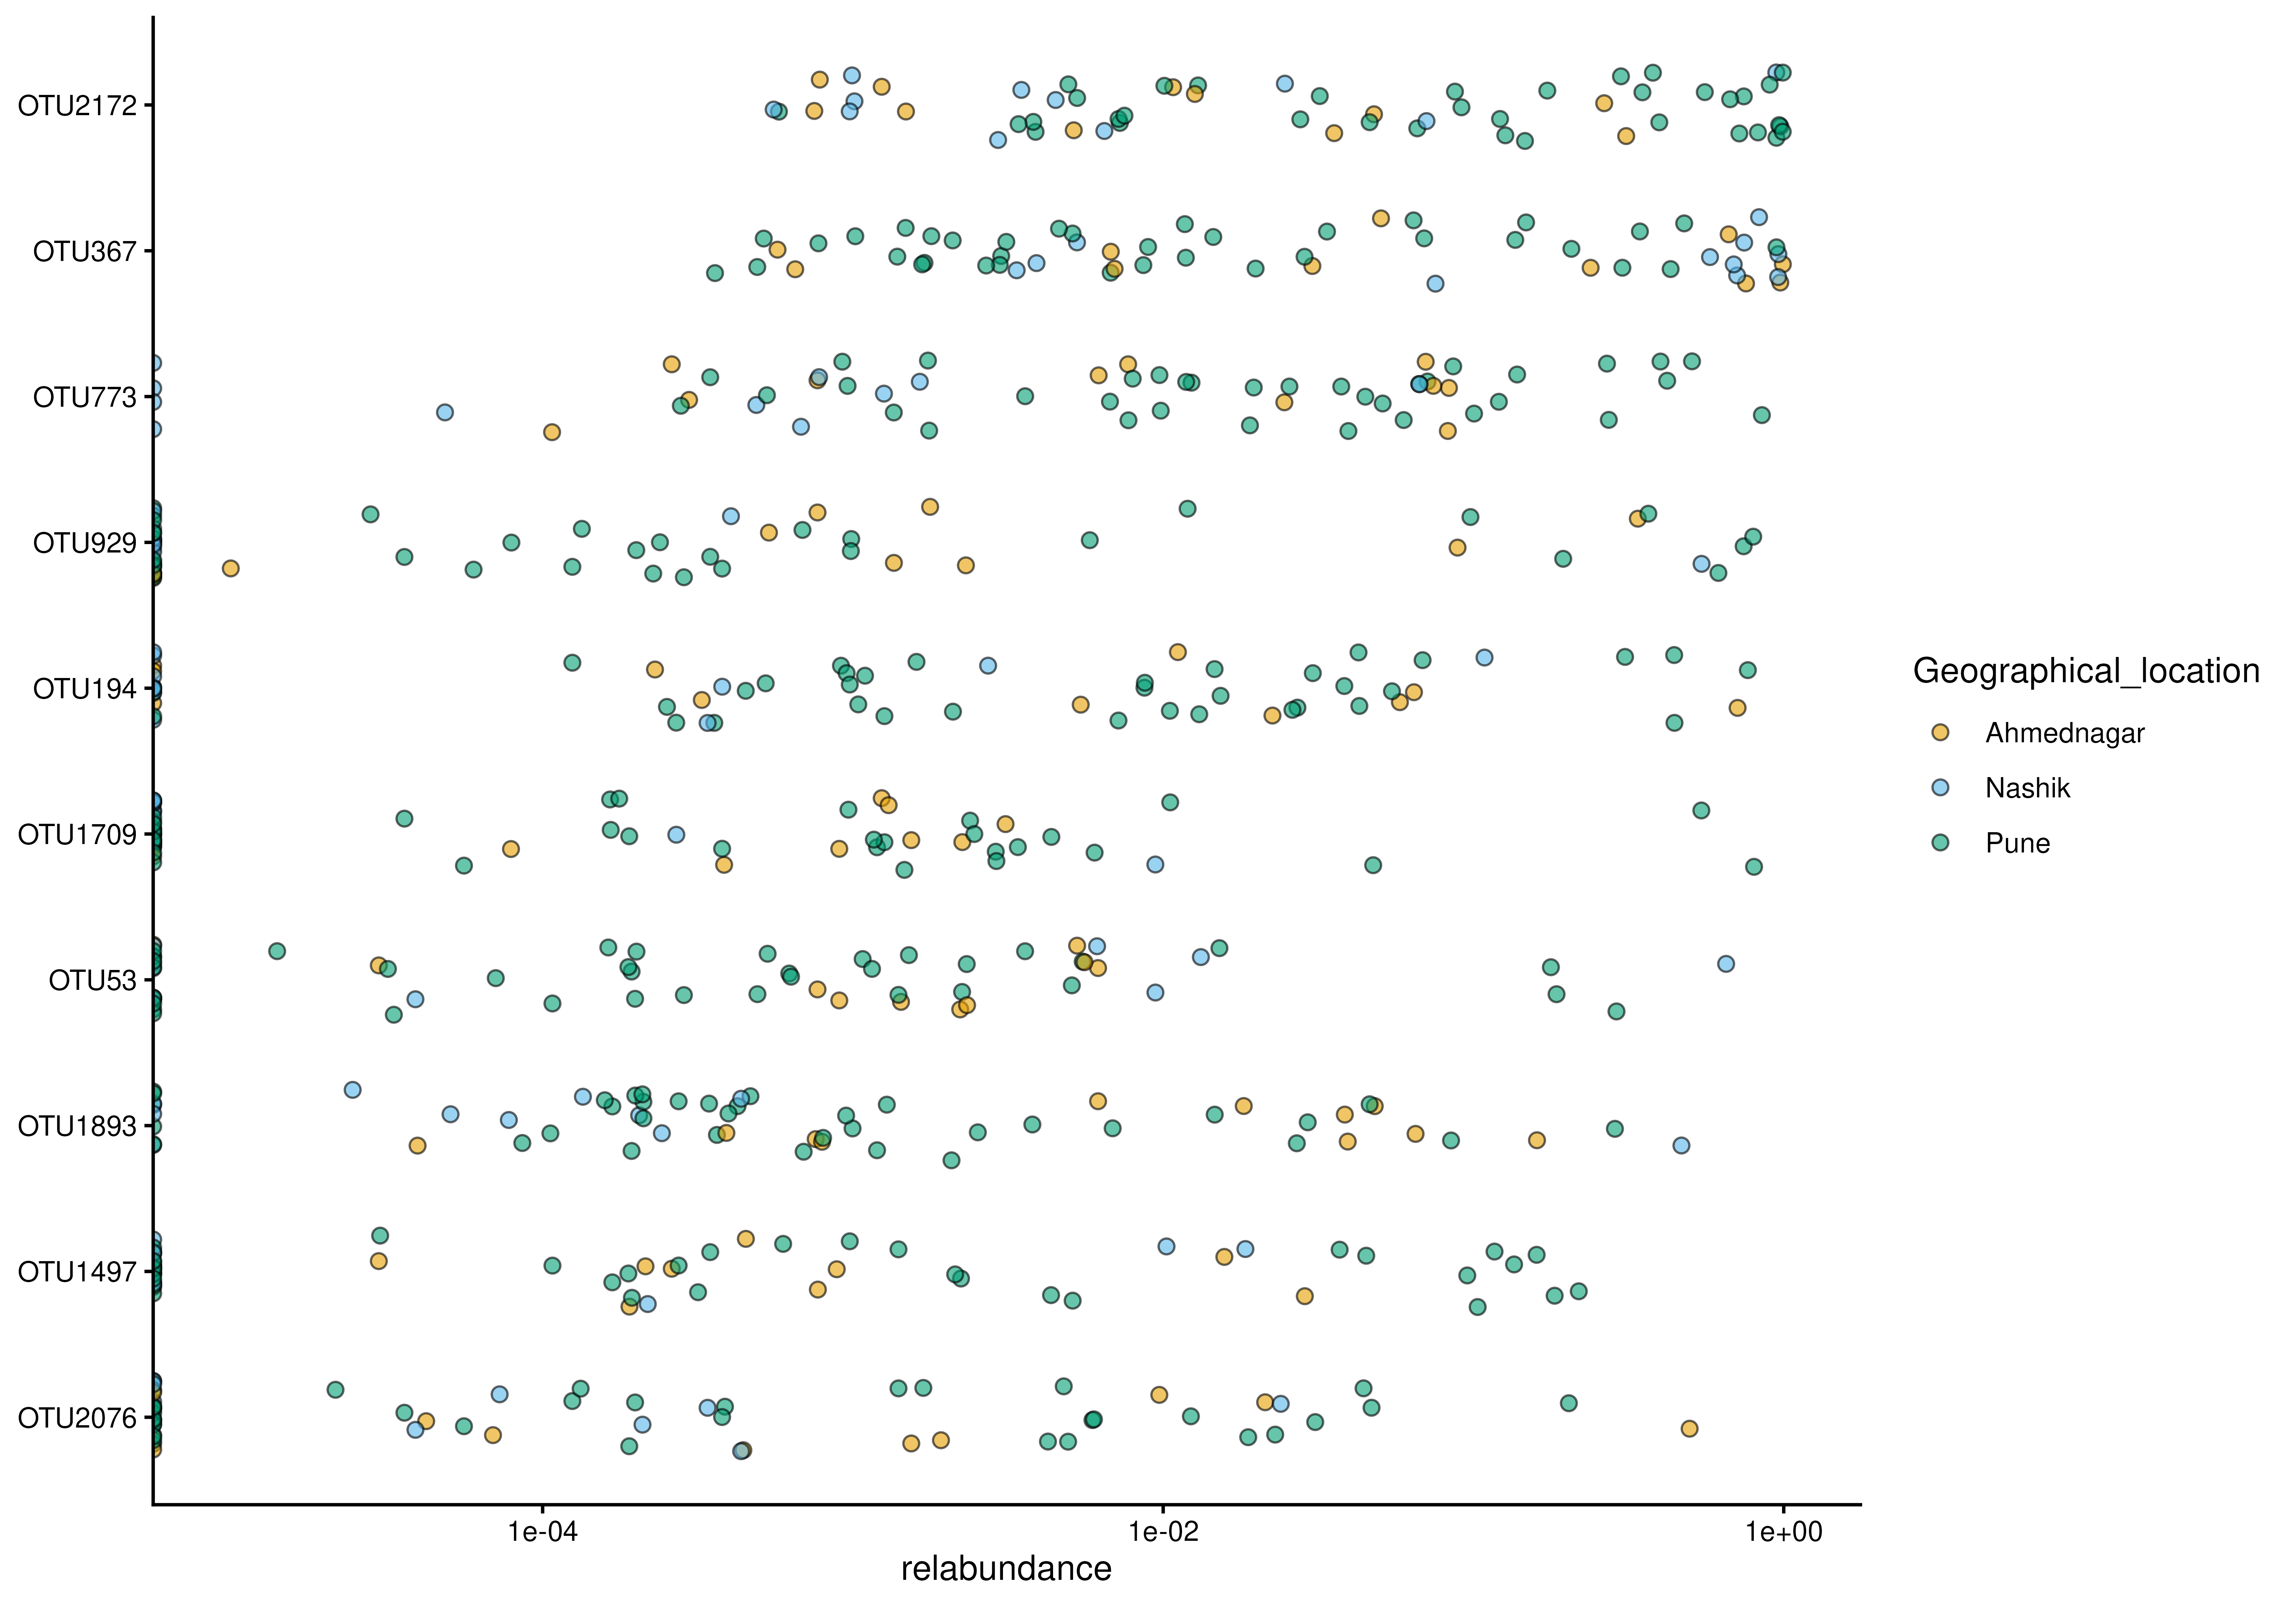 OTU2172
OTU367
OTU773
OTU929
OTU194
OTU1709
OTU53
OTU1893
OTU1497
OTU2076
1e-04
1e-02
1e+00
relabundance
Geographical_location
Ahmednagar
Nashik
Pune